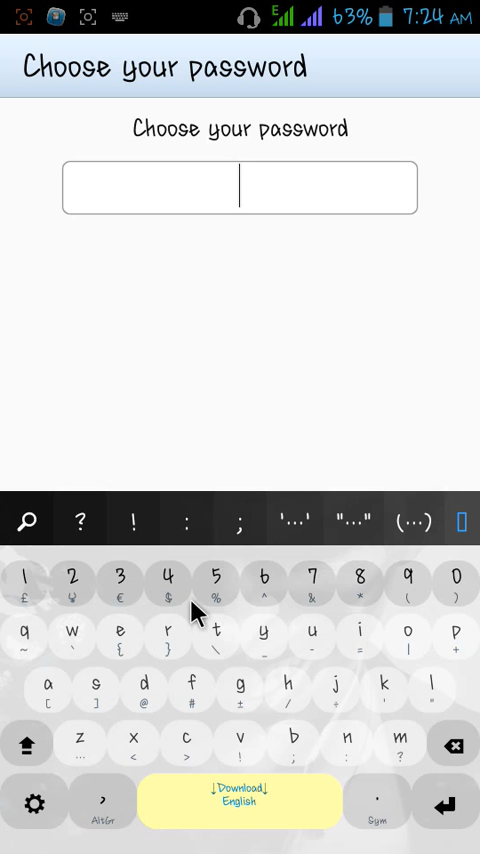 E 63% 7:24 AM
Choose your password
Choose your password
? ! : ; '...' "..." (...)
1 2 3 4 5 6 7 8 9 0
£ ¥ € $ % ^ & * ( )
q w e r t y u i o p
~ ` { } \ _ - = | +
a s d f g h j k l
[ ] @ # ± / ÷ ' "
z x c v b n m
... < > ! ; : ?
, ↓Download↓ .
AltGr English Sym